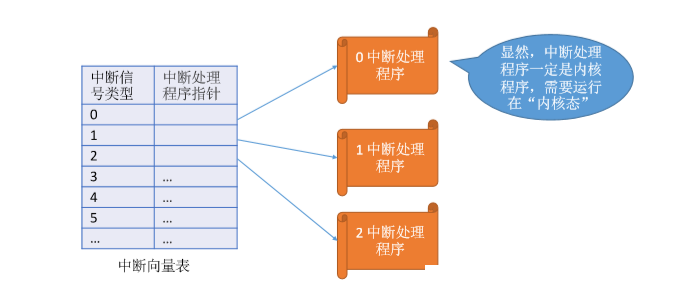 中断信
号类型
中断处理
程序指针
0
1
2
3
...
4
...
5
...
...
...
中断向量表
0 中断处理
程序
1 中断处理
程序
2 中断处理
程序
显然，中断处理
程序一定是内核
程序，需要运行
在“内核态”